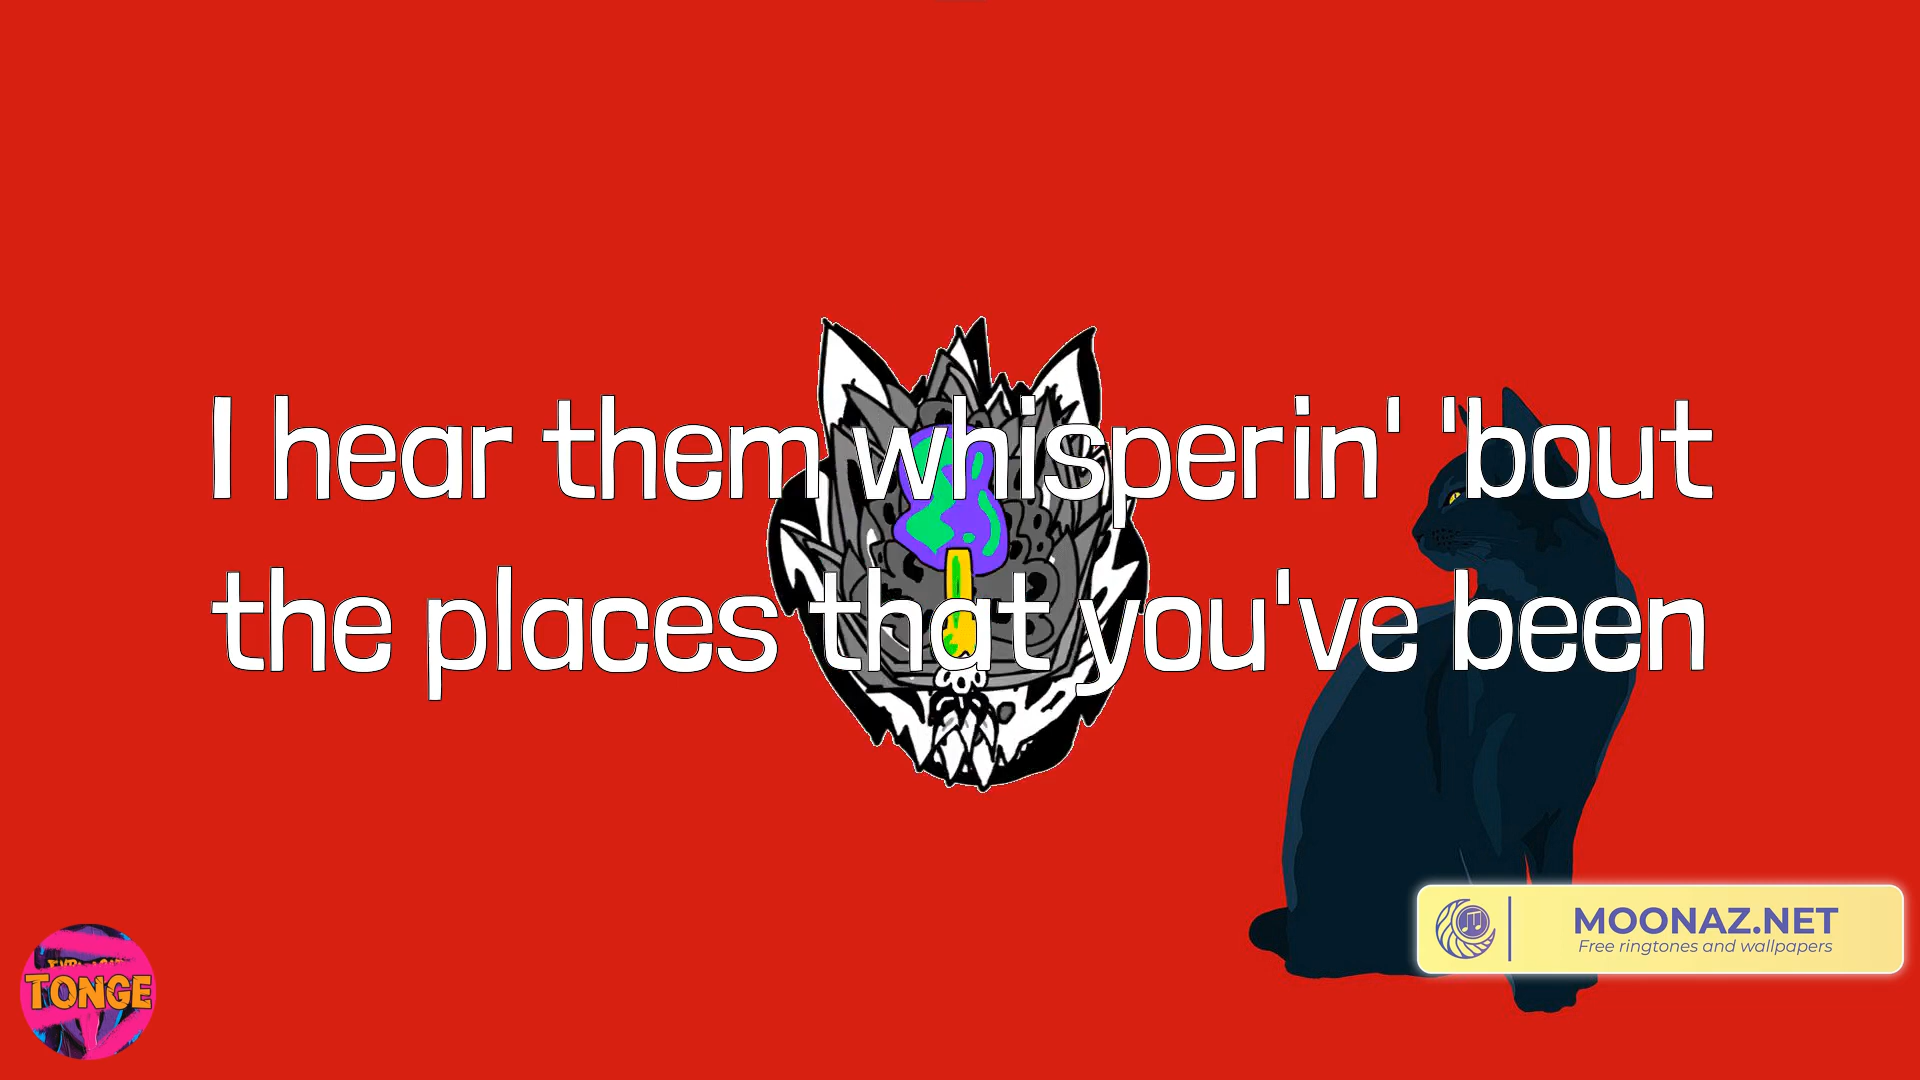 I hear them whisperin' 'bout
the places that you've been
MOONAZ.NET
Free ringtones and wallpapers
TONGE